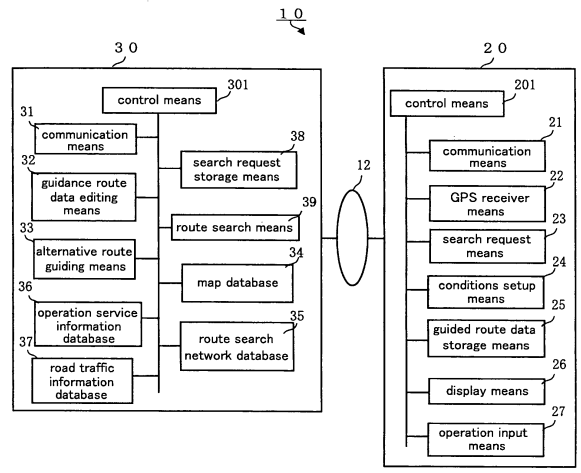 10
30
301
control means
31
communication
means
38
search request
storage means
32
guidance route
data editing
means
39
route search means
33
alternative route
guiding means
34
map database
36
operation service
information
database
35
route search
network database
37
road traffic
information
database
12
20
201
control means
21
communication
means
22
GPS receiver
means
23
search request
means
24
conditions setup
means
25
guided route data
storage means
26
display means
27
operation input
means